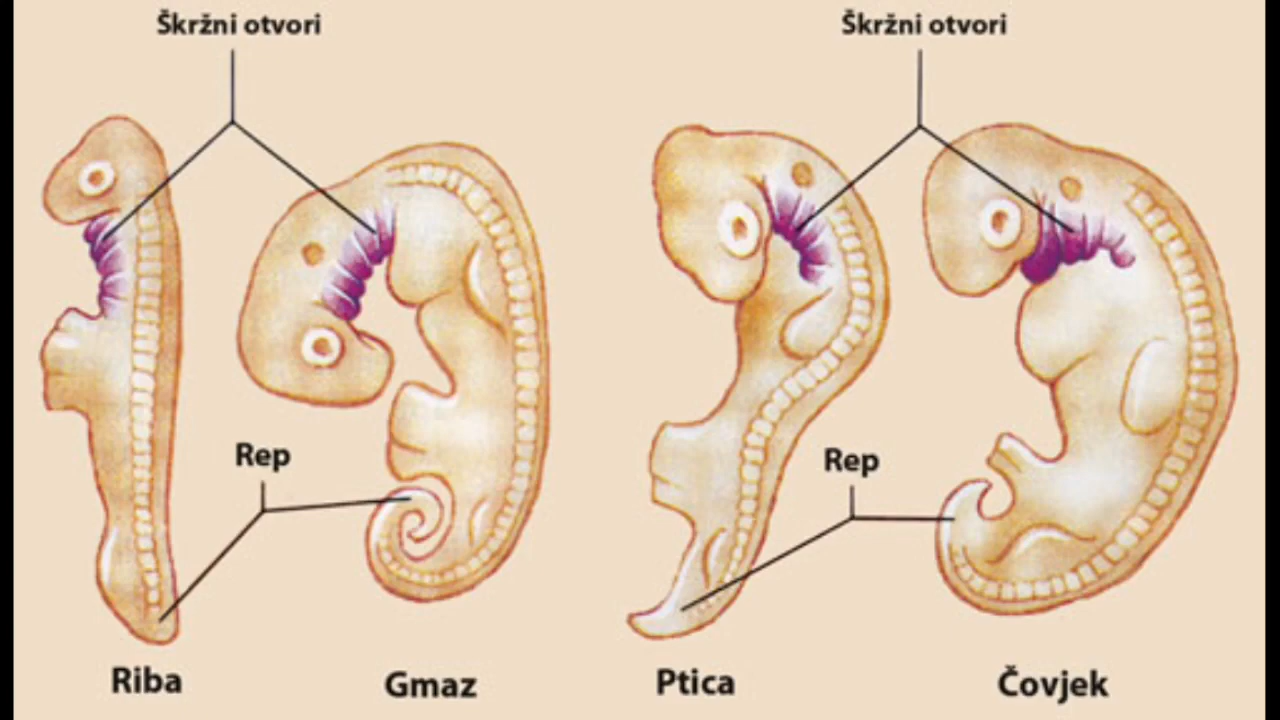 Škržni otvori
Škržni otvori
Rep
Rep
Riba
Gmaz
Ptica
Čovjek